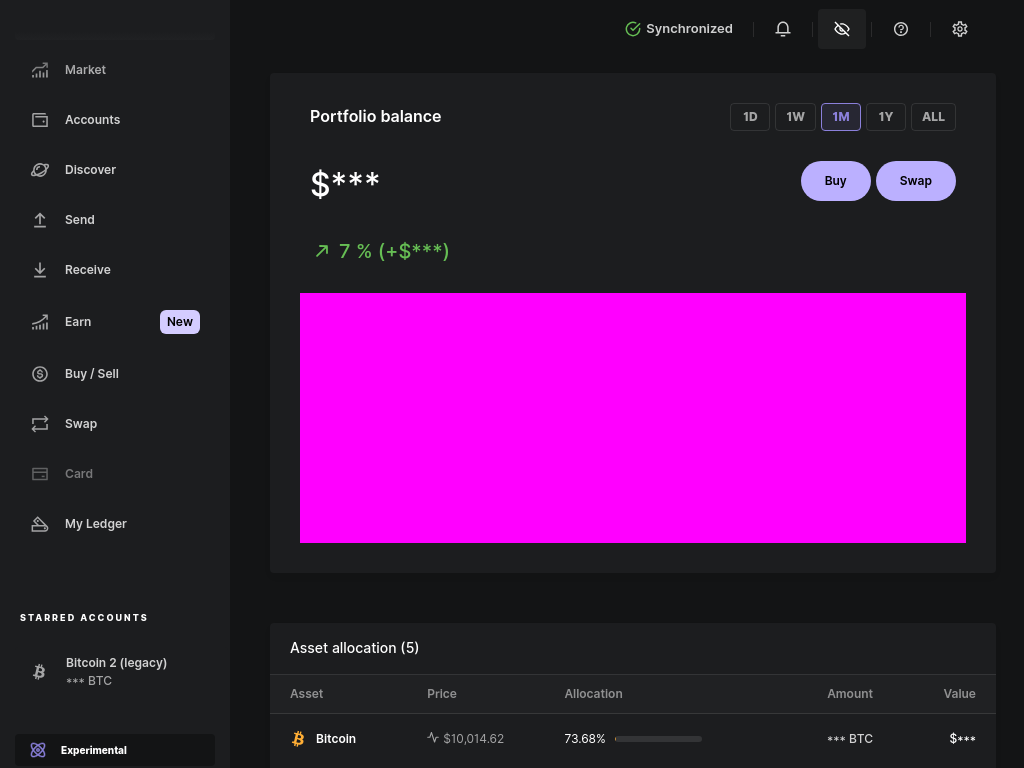 Synchronized
Market
Accounts
Discover
Send
Receive
Earn New
Buy / Sell
Swap
Card
My Ledger
STARRED ACCOUNTS
Bitcoin 2 (legacy)
*** BTC
Experimental
Portfolio balance
1D 1W 1M 1Y ALL
$***
Buy Swap
7 % (+$***)
Asset allocation (5)
Asset Price Allocation Amount Value
Bitcoin $10,014.62 73.68% *** BTC $***